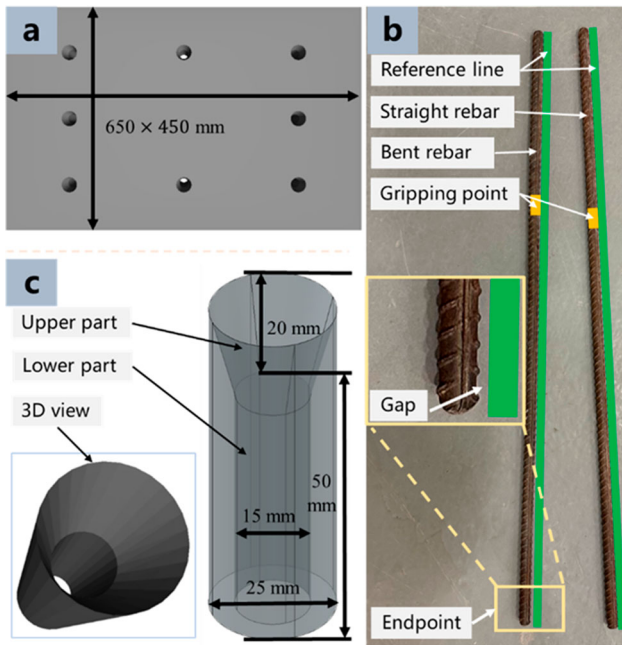 a
650 × 450 mm
b
Reference line
Straight rebar
Bent rebar
Gripping point
Gap
Endpoint
c
Upper part
Lower part
3D view
20 mm
50
mm
15 mm
25 mm